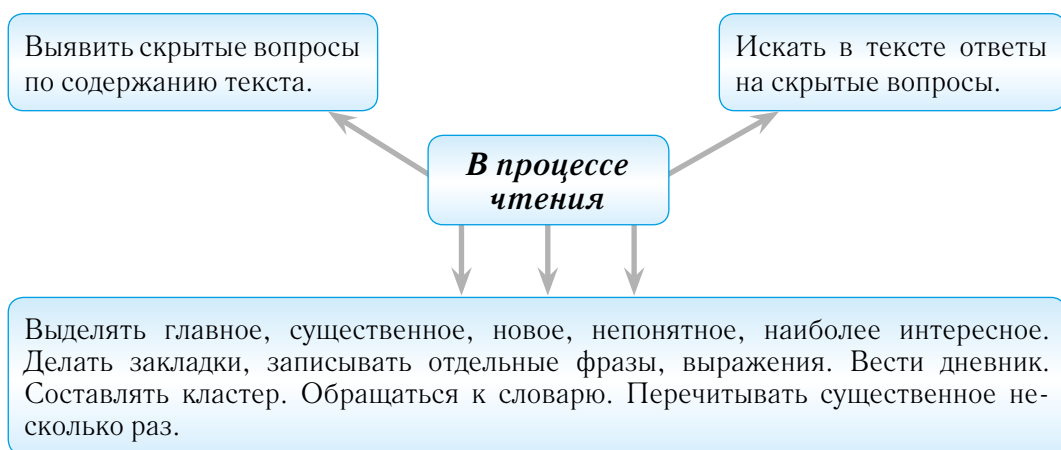 Выявить скрытые вопросы
по содержанию текста.
Искать в тексте ответы
на скрытые вопросы.
В процессе
чтения
Выделять главное, существенное, новое, непонятное, наиболее интересное.
Делать закладки, записывать отдельные фразы, выражения. Вести дневник.
Составлять кластер. Обращаться к словарю. Перечитывать существенное не-
сколько раз.